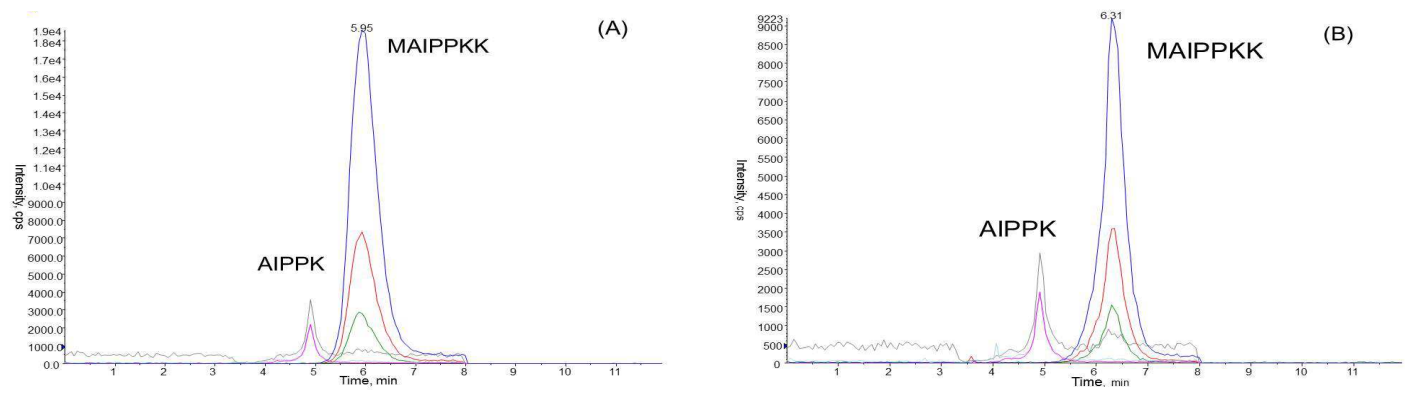 5.95
(A)
MAIPPKK
AIPPK
1.9e4
1.8e4
1.7e4
1.6e4
1.5e4
1.4e4
1.3e4
1.2e4
1.1e4
1.0e4
9000.0
8000.0
7000.0
6000.0
5000.0
4000.0
3000.0
2000.0
1000.0
0.0
Intensity, cps
1 2 3 4 5 6 7 8 9 10 11
Time, min
6.31
(B)
MAIPPKK
AIPPK
9223
9000
8500
8000
7500
7000
6500
6000
5500
5000
4500
4000
3500
3000
2500
2000
1500
1000
500
0
Intensity, cps
1 2 3 4 5 6 7 8 9 10 11
Time, min